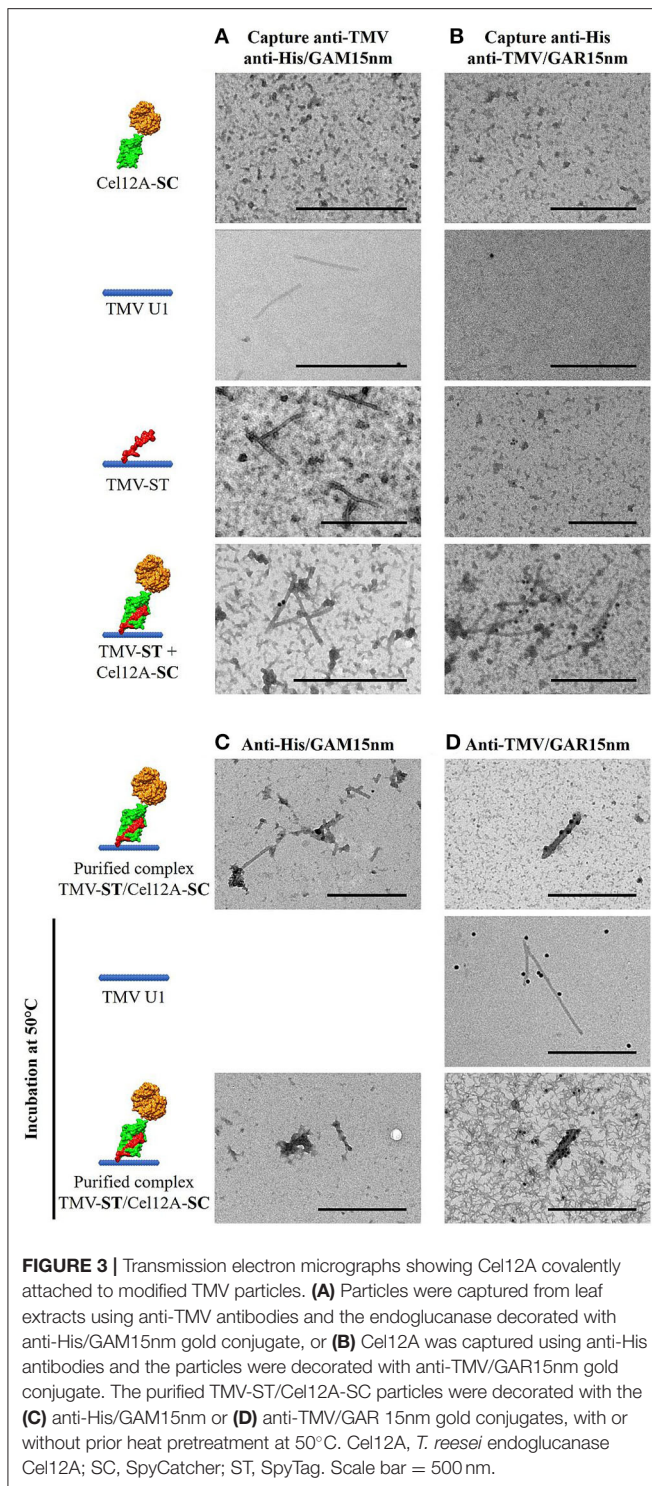 A Capture anti-TMV anti-His/GAM15nm
B Capture anti-His anti-TMV/GAR15nm
Cel12A-SC
TMV U1
TMV-ST
TMV-ST +
Cel12A-SC
C Anti-His/GAM15nm
D Anti-TMV/GAR15nm
Purified complex
TMV-ST/Cel12A-SC
Incubation at 50°C
TMV U1
Purified complex
TMV-ST/Cel12A-SC
FIGURE 3 | Transmission electron micrographs showing Cel12A covalently
attached to modified TMV particles. (A) Particles were captured from leaf
extracts using anti-TMV antibodies and the endoglucanase decorated with
anti-His/GAM15nm gold conjugate, or (B) Cel12A was captured using anti-His
antibodies and the particles were decorated with anti-TMV/GAR15nm gold
conjugate. The purified TMV-ST/Cel12A-SC particles were decorated with the
(C) anti-His/GAM15nm or (D) anti-TMV/GAR 15nm gold conjugates, with or
without prior heat pretreatment at 50°C. Cel12A, T. reesei endoglucanase
Cel12A; SC, SpyCatcher; ST, SpyTag. Scale bar = 500 nm.